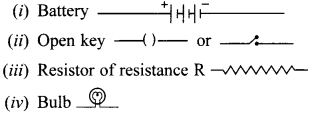 (i) Battery + −
(ii) Open key —( )— or
(iii) Resistor of resistance R
(iv) Bulb